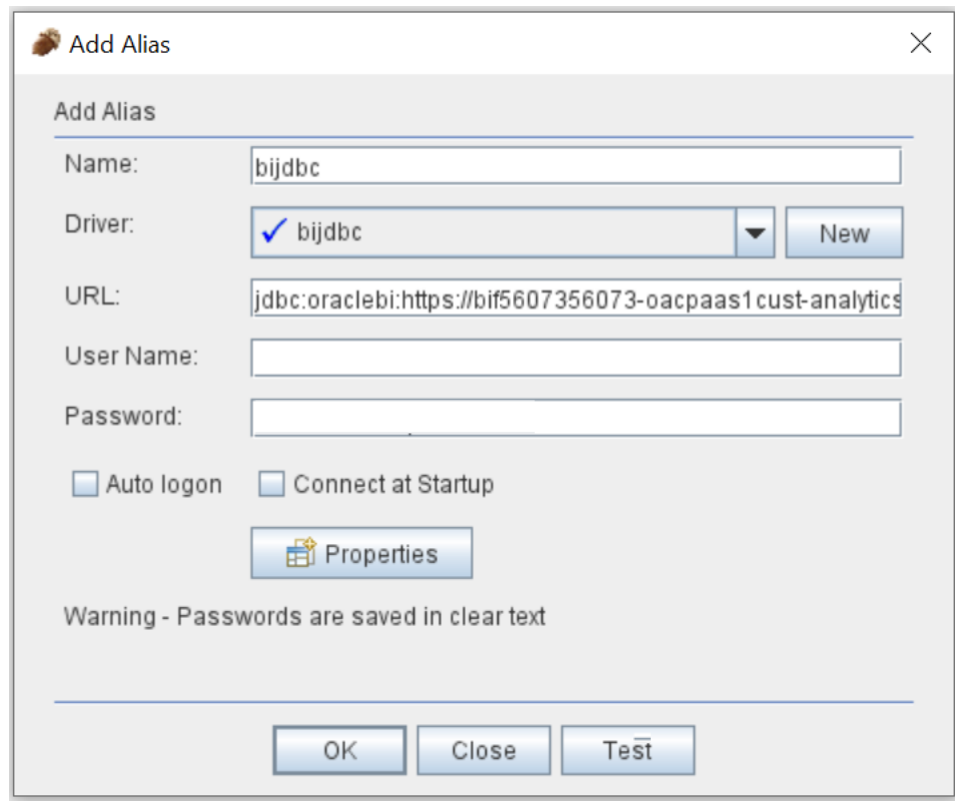 Add Alias
Add Alias
Name: bijdbc
Driver: bijdbc New
URL: jdbc:oraclebi:https://bif5607356073-oacpaas1cust-analytics
User Name:
Password:
Auto logon Connect at Startup
Properties
Warning - Passwords are saved in clear text
OK Close Test